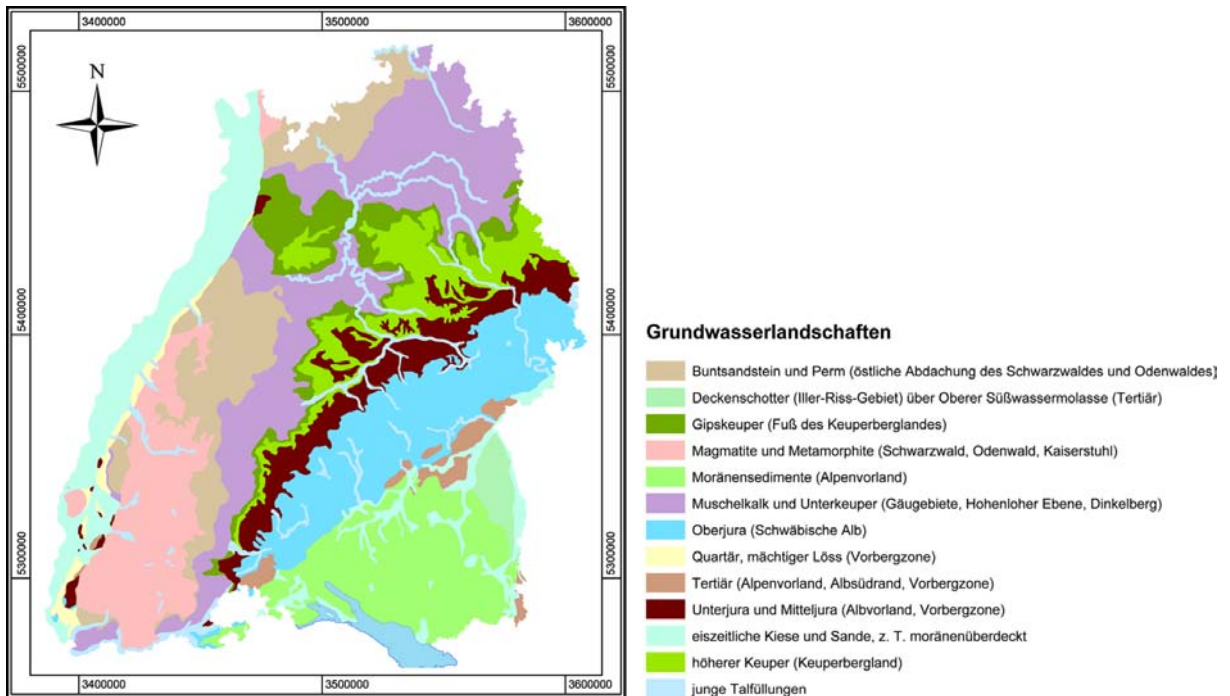 3400000 3500000 3600000
5500000 5500000
N
5400000 5400000
5300000 5300000
3400000 3500000 3600000
Grundwasserlandschaften
Buntsandstein und Perm (östliche Abdachung des Schwarzwaldes und Odenwaldes)
Deckenschotter (Iller-Riss-Gebiet) über Oberer Süßwassermolasse (Tertiär)
Gipskeuper (Fuß des Keuperberglandes)
Magmatite und Metamorphite (Schwarzwald, Odenwald, Kaiserstuhl)
Moränensedimente (Alpenvorland)
Muschelkalk und Unterkeuper (Gäugebiete, Hohenloher Ebene, Dinkelberg)
Oberjura (Schwäbische Alb)
Quartär, mächtiger Löss (Vorbergzone)
Tertiär (Alpenvorland, Albsüdrand, Vorbergzone)
Unterjura und Mitteljura (Albvorland, Vorbergzone)
eiszeitliche Kiese und Sande, z. T. moränenüberdeckt
höherer Keuper (Keuperbergland)
junge Talfüllungen